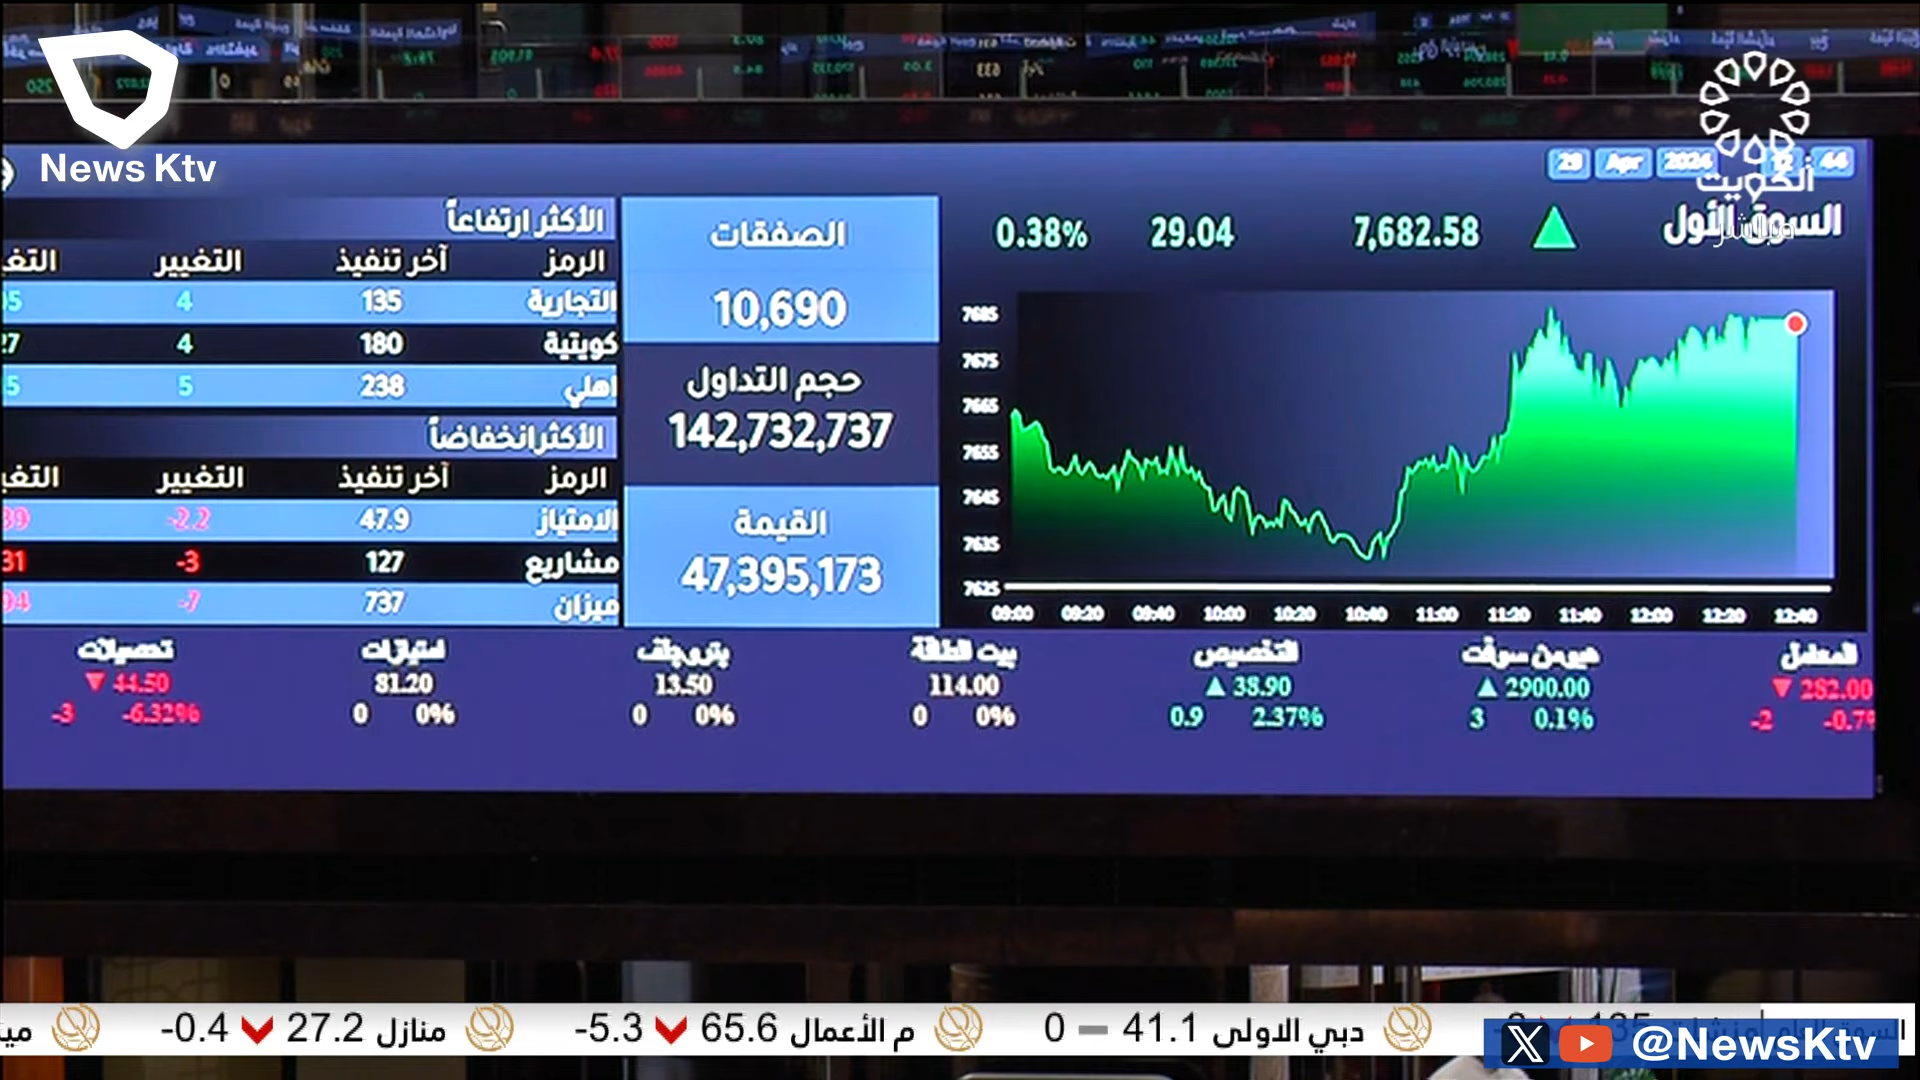 News Ktv
29 Apr 2024 12 : 44
الكويت
مباشر
السوق الأول
7,682.58 29.04 0.38%
7685
7675
7665
7655
7645
7635
7625
09:00 09:20 09:40 10:00 10:20 10:40 11:00 11:20 11:40 12:00 12:20 12:40
الصفقات
10,690
حجم التداول
142,732,737
القيمة
47,395,173
الأكثر ارتفاعاً
الرمز آخر تنفيذ التغيير
التجارية 135 4
كويتية 180 4
اهلي 238 5
الأكثر انخفاضاً
الرمز آخر تنفيذ التغيير
الامتياز 47.9 -2.2
مشاريع 127 -3
ميزان 737 -7
المعامل هيومن سوفت التخصيص بيت الطاقة بتروجلف امتيازات تحصيلات
282.00 2900.00 38.90 114.00 13.50 81.20 44.50
-2 3 0.1% 0.9 2.37% 0 0% 0 0% 0 0% -3 -6.32%
دبي الاولى 41.1 0 م الأعمال 65.6 -5.3 منازل 27.2 -0.4
@NewsKtv